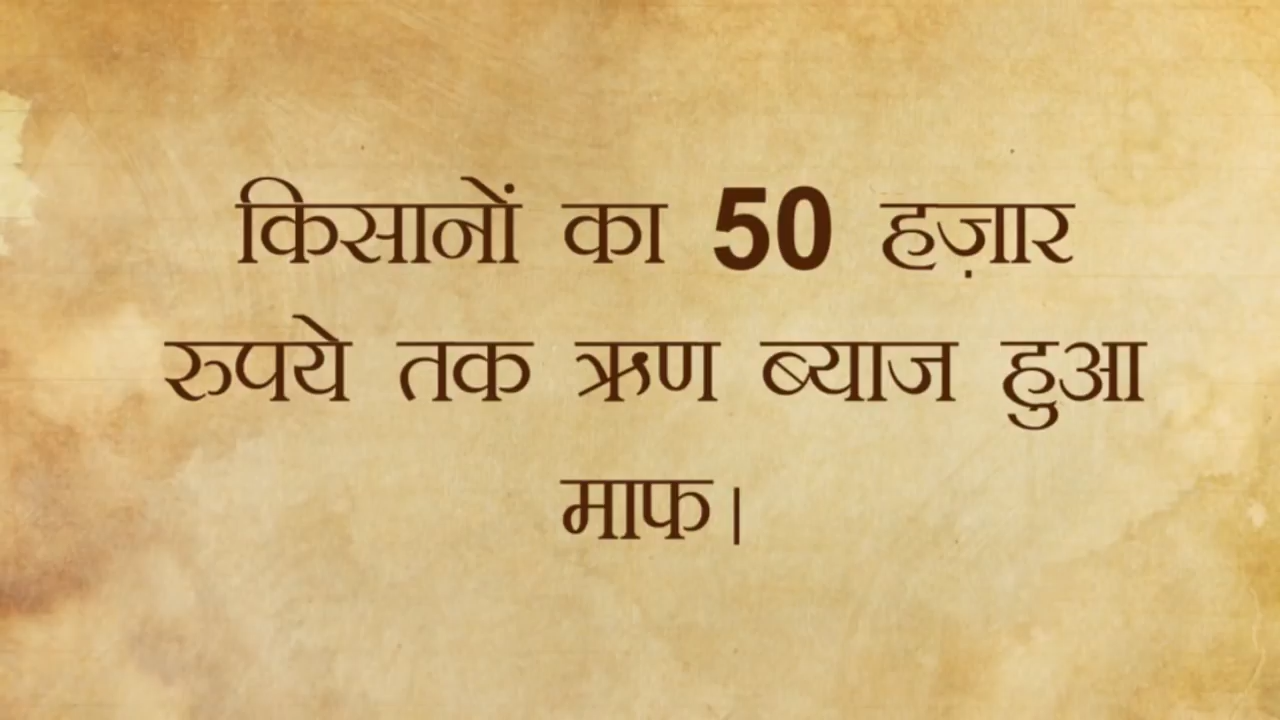 किसानों का 50 हज़ार
रुपये तक ऋण ब्याज हुआ
माफ।